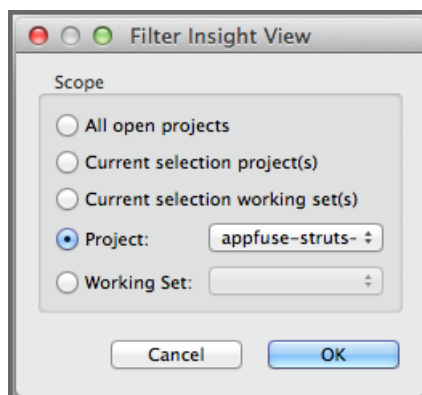 Filter Insight View
Scope
All open projects
Current selection project(s)
Current selection working set(s)
Project: appfuse-struts-
Working Set:
Cancel OK